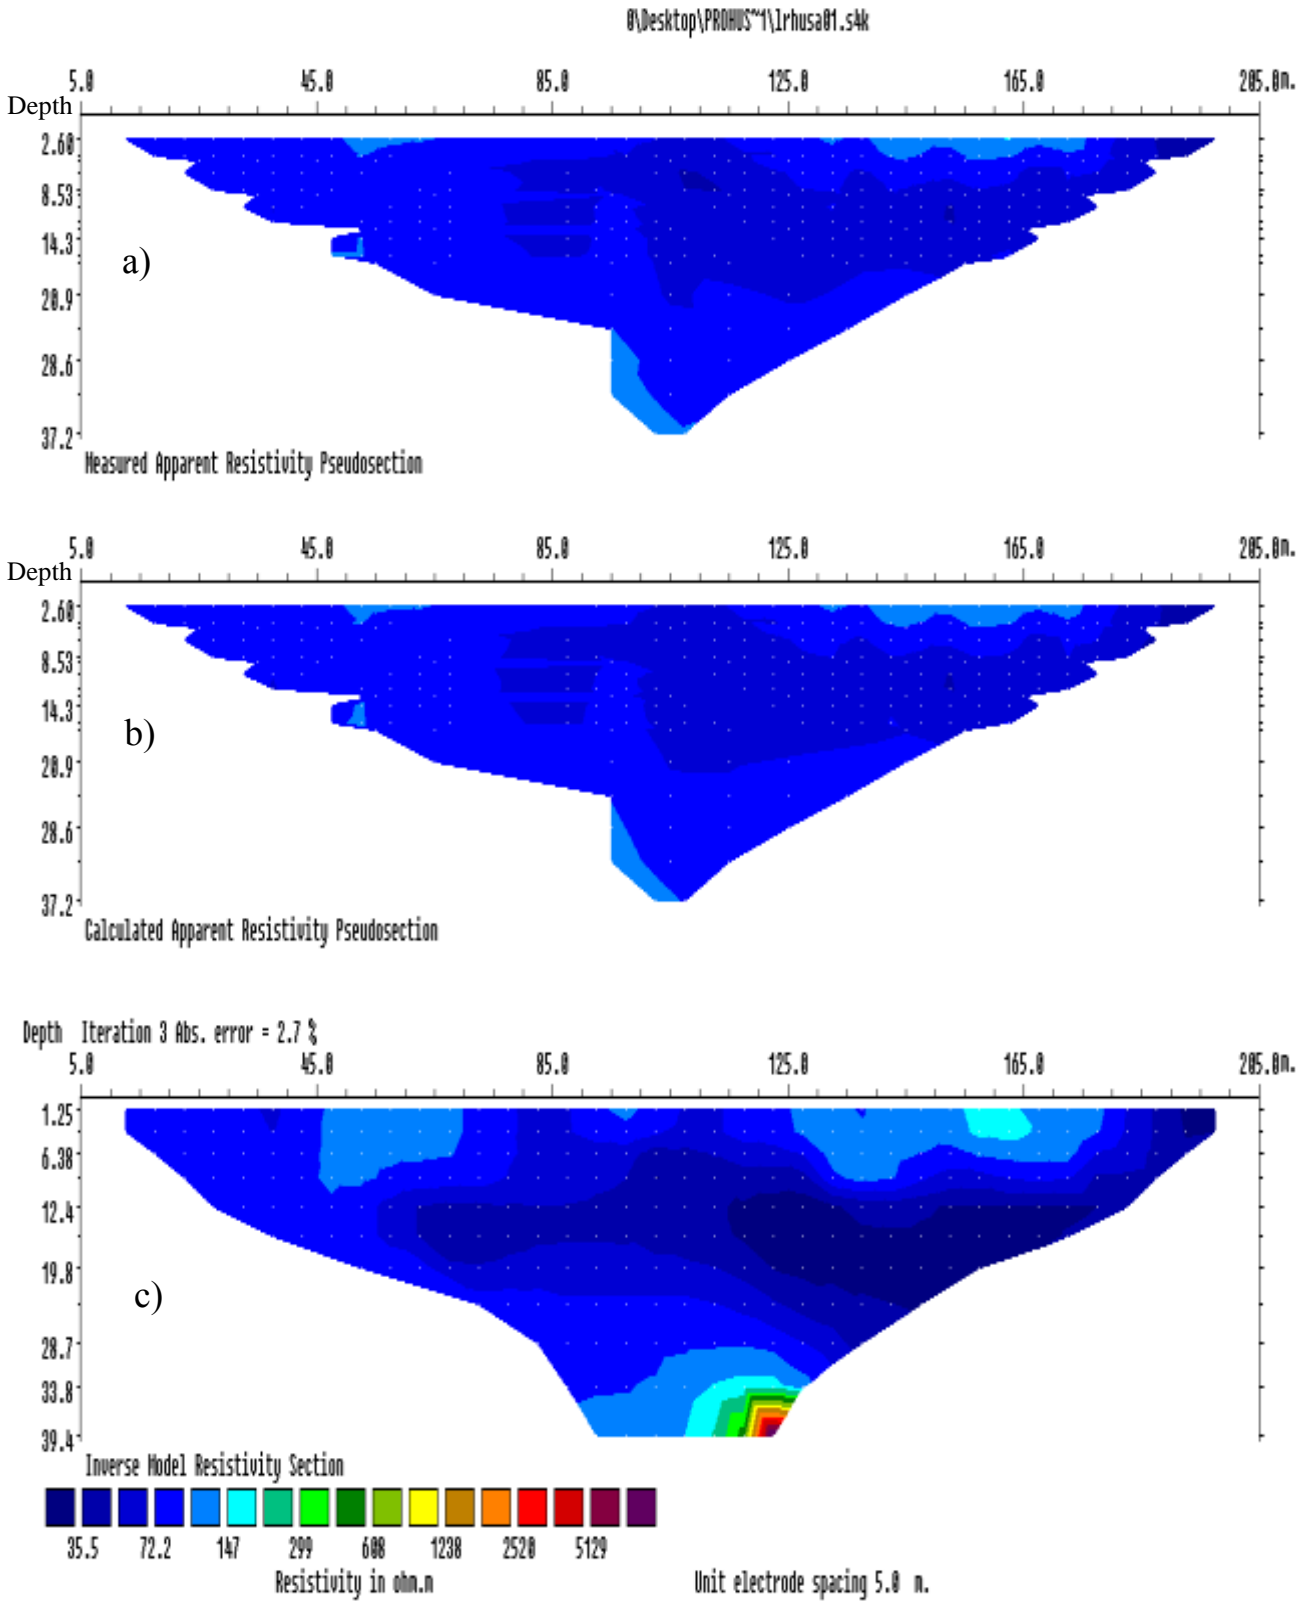 0\Desktop\PROHUS~1\lrhusa01.s4k
5.0 45.0 85.0 125.0 165.0 205.0m.
Depth
2.60
8.53
14.3
a)
20.9
28.6
37.2
Measured Apparent Resistivity Pseudosection
5.0 45.0 85.0 125.0 165.0 205.0m.
Depth
2.60
8.53
14.3
b)
20.9
28.6
37.2
Calculated Apparent Resistivity Pseudosection
Depth Iteration 3 Abs. error = 2.7 %
5.0 45.0 85.0 125.0 165.0 205.0m.
1.25
6.38
12.4
19.8
c)
28.7
33.8
39.4
Inverse Model Resistivity Section
35.5 72.2 147 299 608 1238 2520 5129
Resistivity in ohm.m Unit electrode spacing 5.0 m.